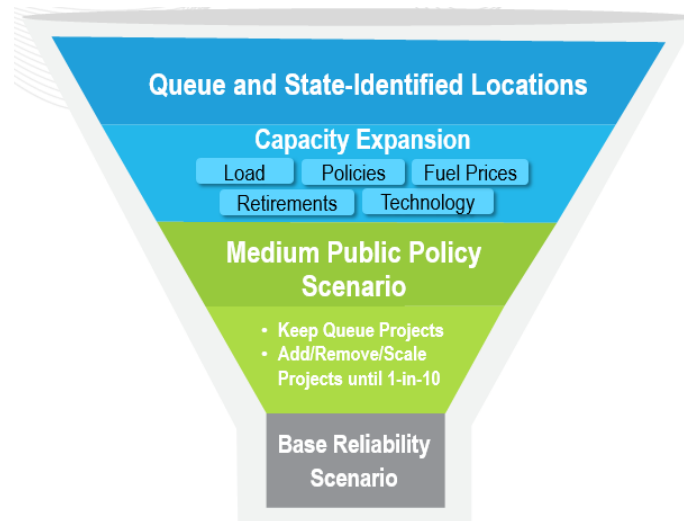 Queue and State-Identified Locations
Capacity Expansion
Load Policies Fuel Prices
Retirements Technology
Medium Public Policy
Scenario
• Keep Queue Projects
• Add/Remove/Scale
Projects until 1-in-10
Base Reliability
Scenario